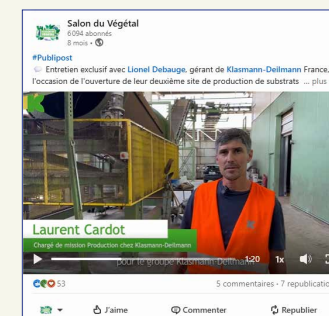 Salon du Végétal
6094 abonnés
8 mois •
#Publipost
Entretien exclusif avec Lionel Debauge, gérant de Klasmann-Deilmann France,
l'occasion de l'ouverture de leur deuxième site de production de substrats ... plus
Laurent Cardot
Chargé de mission Production chez Klasmann-Deilmann
pour le groupe Klasmann-Deilmann
1:20 1x
53
5 commentaires • 7 republicatio
J'aime
Commenter
Republier